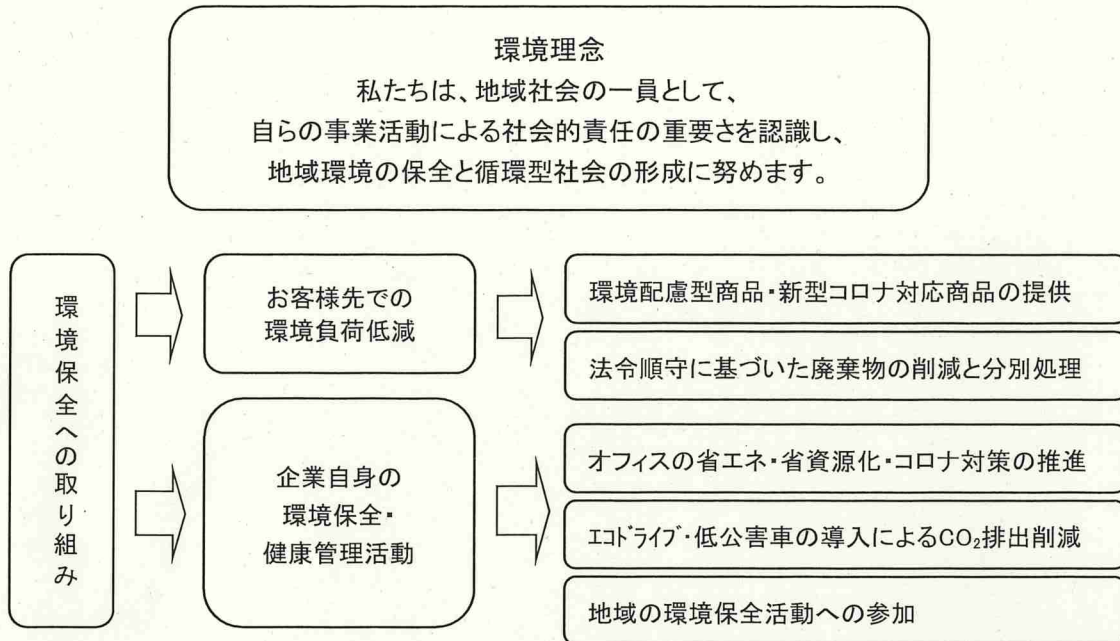 環境理念
私たちは、地域社会の一員として、
自らの事業活動による社会的責任の重要さを認識し、
地域環境の保全と循環型社会の形成に努めます。
環境保全への取り組み
お客様先での
環境負荷低減
環境配慮型商品・新型コロナ対応商品の提供
法令順守に基づいた廃棄物の削減と分別処理
企業自身の
環境保全・
健康管理活動
オフィスの省エネ・省資源化・コロナ対策の推進
ｴｺﾄﾞﾗｲﾌﾞ・低公害車の導入によるCO₂排出削減
地域の環境保全活動への参加